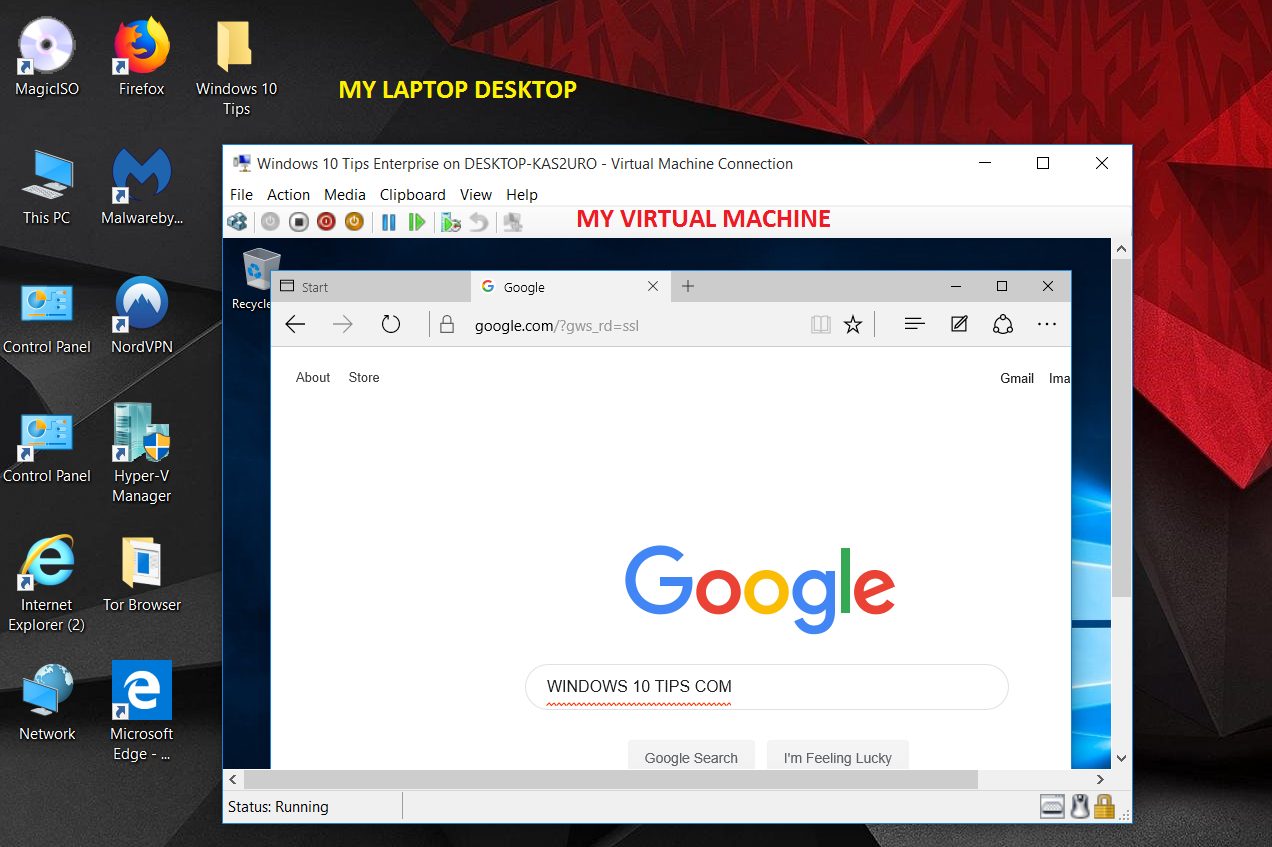 MagicISO
Firefox
Windows 10
Tips
MY LAPTOP DESKTOP
This PC
Malwareby...
Control Panel
NordVPN
Control Panel
Hyper-V
Manager
Internet
Explorer (2)
Tor Browser
Network
Microsoft
Edge - ...
Windows 10 Tips Enterprise on DESKTOP-KAS2URO - Virtual Machine Connection
File Action Media Clipboard View Help
MY VIRTUAL MACHINE
Recycle
Start
Google
google.com/?gws_rd=ssl
About Store
Gmail Ima
Google
WINDOWS 10 TIPS COM
Google Search
I'm Feeling Lucky
Status: Running